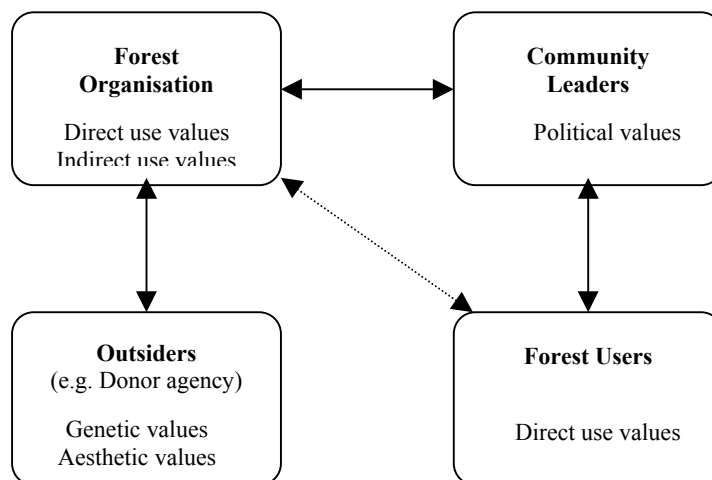 Forest
Organisation
Direct use values
Indirect use values
Community
Leaders
Political values
Outsiders
(e.g. Donor agency)
Genetic values
Aesthetic values
Forest Users
Direct use values